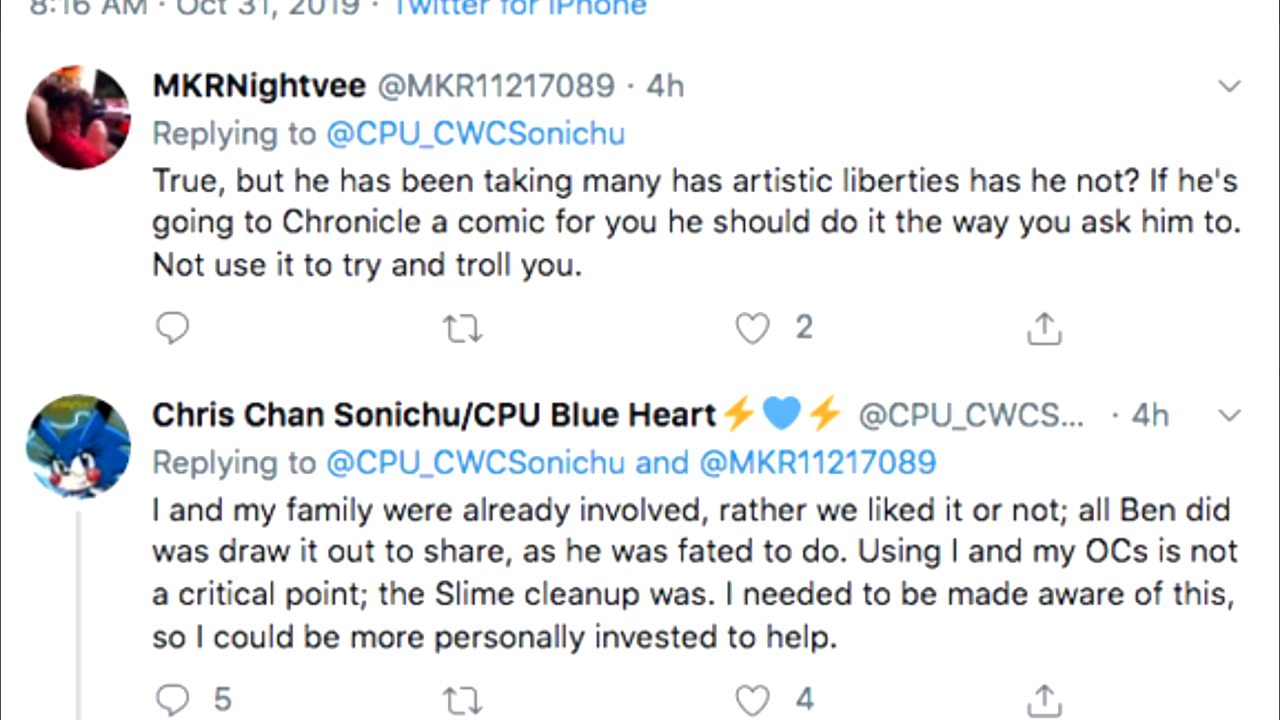 8:16 AM · Oct 31, 2019 · Twitter for iPhone
MKRNightvee @MKR11217089 · 4h
Replying to @CPU_CWCSonichu
True, but he has been taking many has artistic liberties has he not? If he's
going to Chronicle a comic for you he should do it the way you ask him to.
Not use it to try and troll you.
2
Chris Chan Sonichu/CPU Blue Heart⚡💙⚡ @CPU_CWCS... · 4h
Replying to @CPU_CWCSonichu and @MKR11217089
I and my family were already involved, rather we liked it or not; all Ben did
was draw it out to share, as he was fated to do. Using I and my OCs is not
a critical point; the Slime cleanup was. I needed to be made aware of this,
so I could be more personally invested to help.
5 4